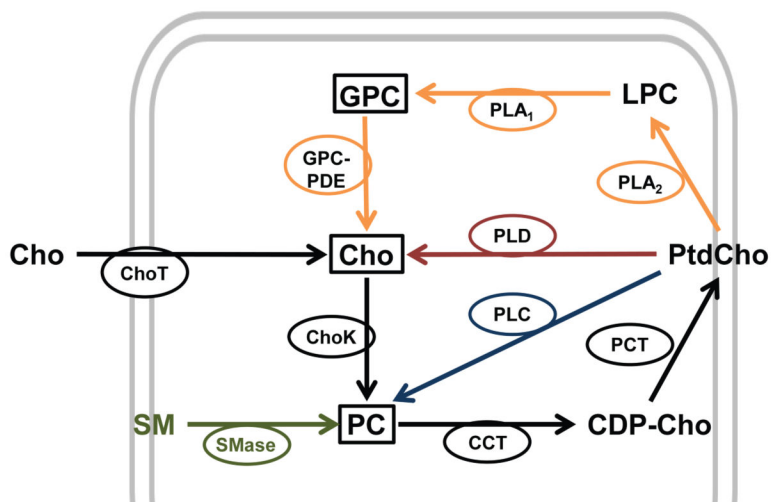 GPC
PLA₁
LPC
GPC-
PDE
PLA₂
Cho
ChoT
Cho
PLD
PtdCho
ChoK
PLC
PCT
SM
SMase
PC
CCT
CDP-Cho